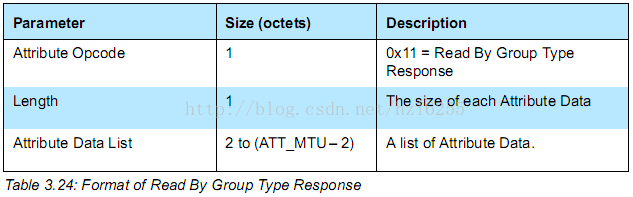 Parameter Size (octets) Description
Attribute Opcode 1 0x11 = Read By Group Type
Response
Length 1 The size of each Attribute Data
Attribute Data List 2 to (ATT_MTU – 2) A list of Attribute Data.
Table 3.24: Format of Read By Group Type Response